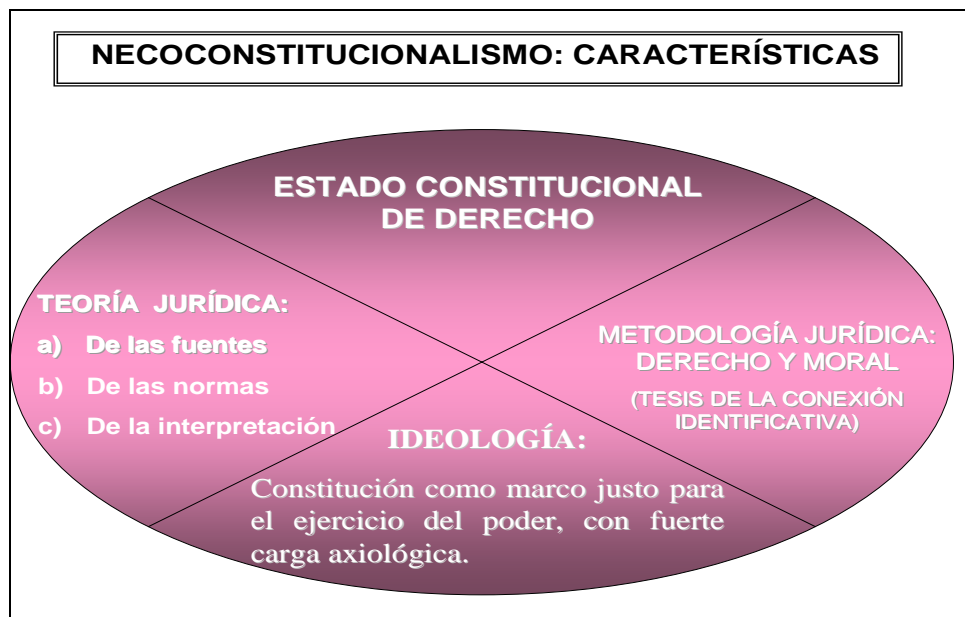 NECOCONSTITUCIONALISMO: CARACTERÍSTICAS
ESTADO CONSTITUCIONAL
DE DERECHO
TEORÍA JURÍDICA:
a) De las fuentes
b) De las normas
c) De la interpretación
METODOLOGÍA JURÍDICA:
DERECHO Y MORAL
(TESIS DE LA CONEXIÓN
IDENTIFICATIVA)
IDEOLOGÍA:
Constitución como marco justo para
el ejercicio del poder, con fuerte
carga axiológica.